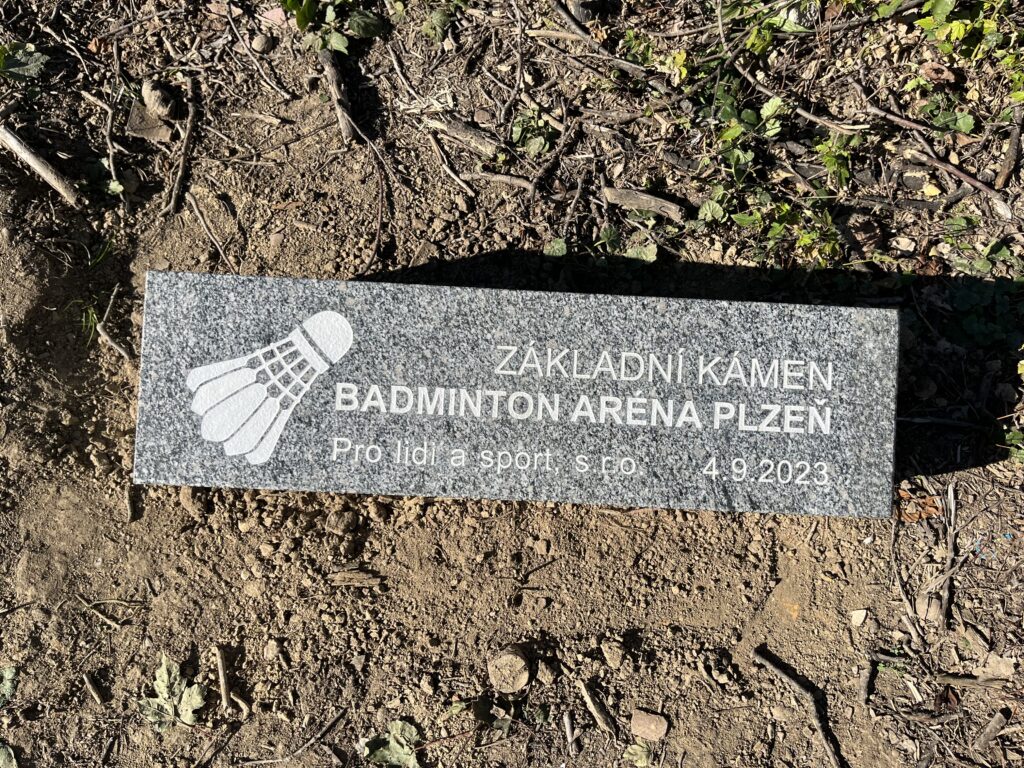 ZÁKLADNÍ KÁMEN
BADMINTON ARÉNA PLZEŇ
Pro lidi a sport, s.r.o. 4.9.2023